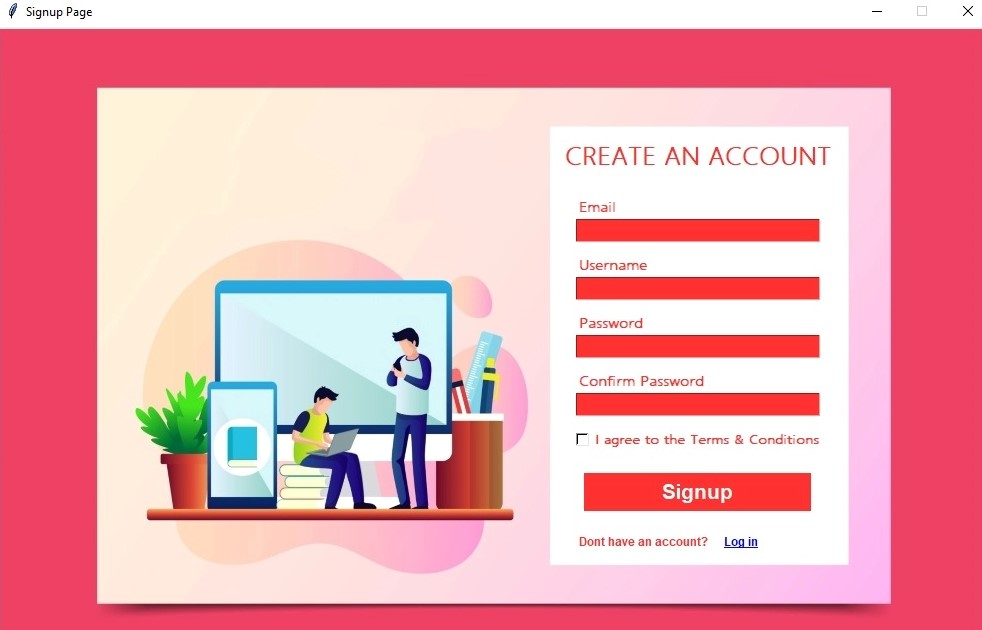 Signup Page
CREATE AN ACCOUNT
Email
Username
Password
Confirm Password
I agree to the Terms & Conditions
Signup
Dont have an account? Log in